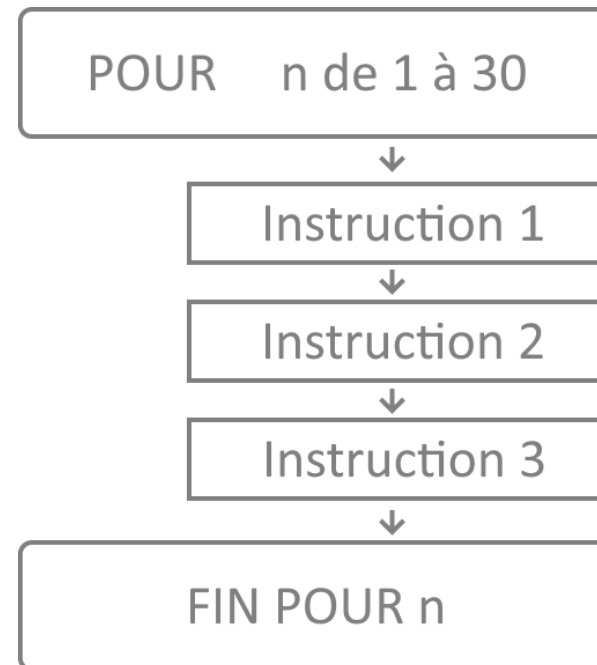 POUR n de 1 à 30
Instruction 1
Instruction 2
Instruction 3
FIN POUR n